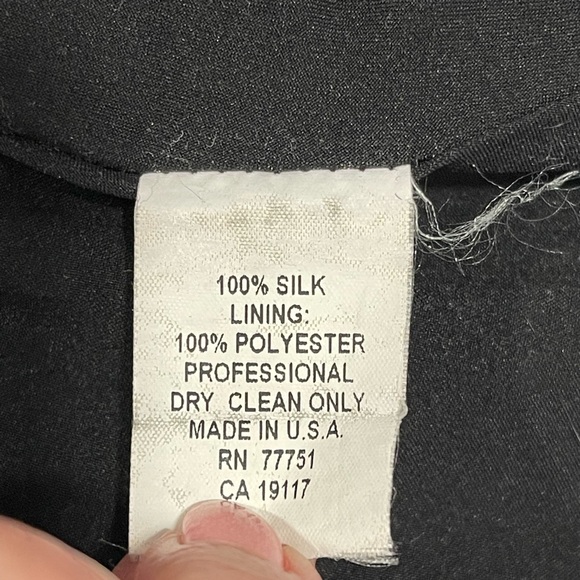 100% SILK
LINING:
100% POLYESTER
PROFESSIONAL
DRY CLEAN ONLY
MADE IN U.S.A.
RN 77751
CA 19117